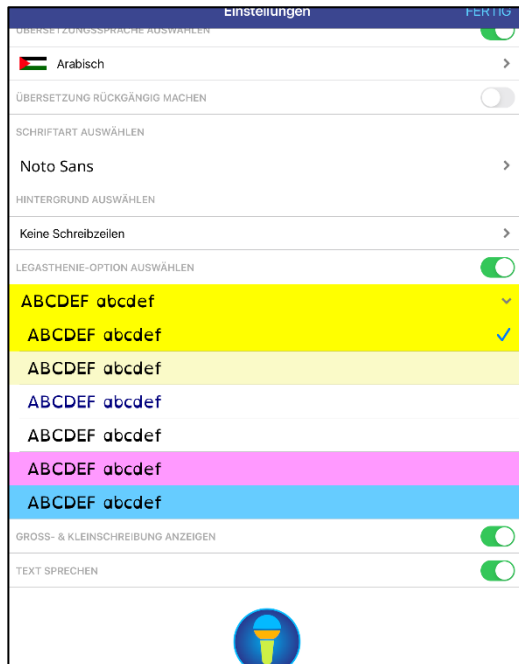 Einstellungen
FERTIG
ÜBERSETZUNGSSPRACHE AUSWÄHLEN
Arabisch
ÜBERSETZUNG RÜCKGÄNGIG MACHEN
SCHRIFTART AUSWÄHLEN
Noto Sans
HINTERGRUND AUSWÄHLEN
Keine Schreibzeilen
LEGASTHENIE-OPTION AUSWÄHLEN
ABCDEF abcdef
ABCDEF abcdef
ABCDEF abcdef
ABCDEF abcdef
ABCDEF abcdef
ABCDEF abcdef
ABCDEF abcdef
GROSS- & KLEINSCHREIBUNG ANZEIGEN
TEXT SPRECHEN